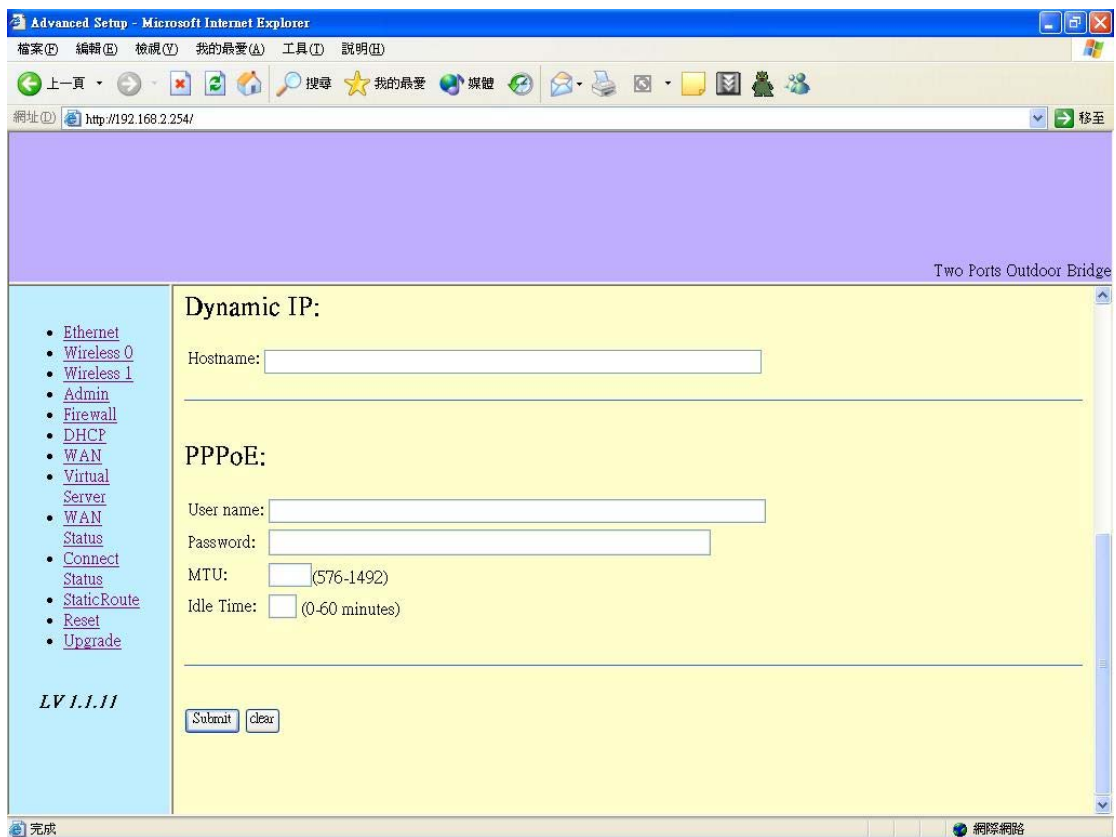 Advanced Setup - Microsoft Internet Explorer
檔案(F) 編輯(E) 檢視(V) 我的最愛(A) 工具(T) 說明(H)
上一頁 搜尋 我的最愛 媒體
網址(D) http://192.168.2.254/ 移至
Two Ports Outdoor Bridge
Ethernet
Wireless 0
Wireless 1
Admin
Firewall
DHCP
WAN
Virtual
Server
WAN
Status
Connect
Status
StaticRoute
Reset
Upgrade
LV 1.1.11
Dynamic IP:
Hostname:
PPPoE:
User name:
Password:
MTU: (576-1492)
Idle Time: (0-60 minutes)
Submit clear
完成 網際網路